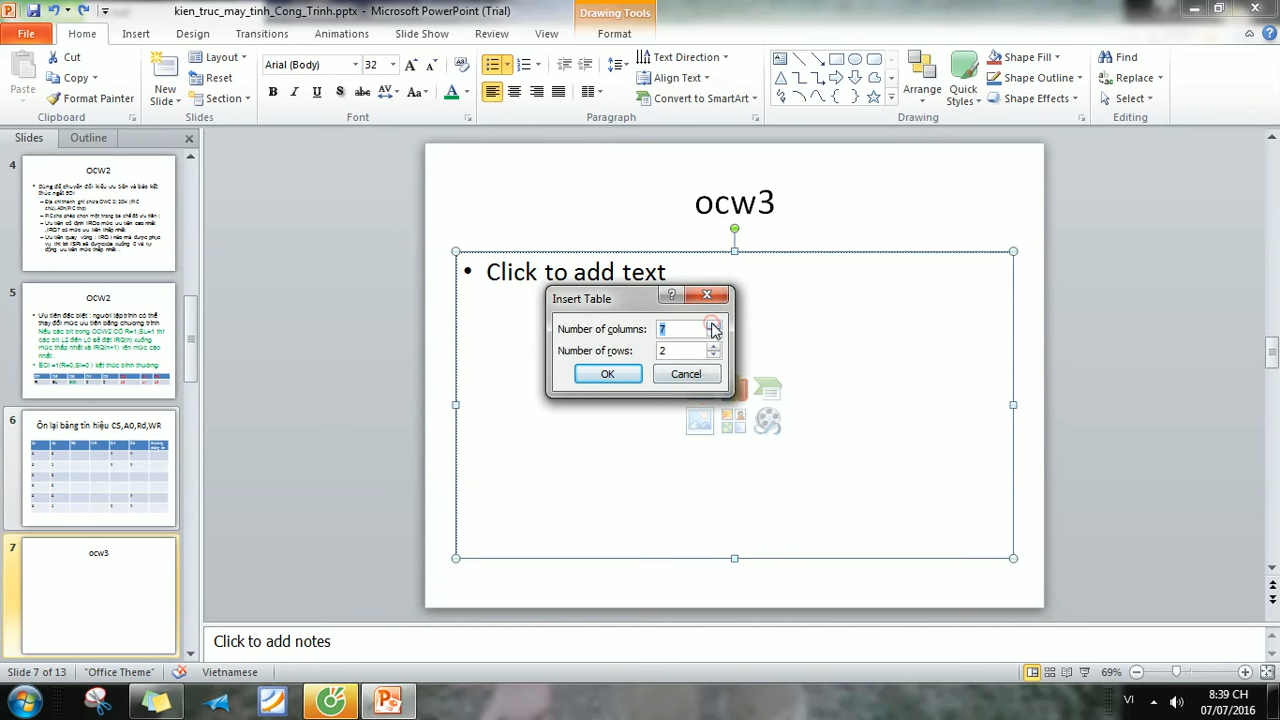 kien_truc_may_tinh_Cong_Trinh.pptx - Microsoft PowerPoint (Trial)
Drawing Tools
File Home Insert Design Transitions Animations Slide Show Review View Format
Paste
Cut
Copy
Format Painter
Clipboard
New Slide
Layout
Reset
Section
Slides
Arial (Body) 32
B I U S abc AV Aa A
Font
Text Direction
Align Text
Convert to SmartArt
Paragraph
Arrange
Quick Styles
Shape Fill
Shape Outline
Shape Effects
Drawing
Find
Replace
Select
Editing
Slides Outline
4
OCW2
5
OCW2
6
Ôn lại bảng tín hiệu CS,A0,Rd,WR
7
ocw3
ocw3
• Click to add text
Insert Table
Number of columns: 7
Number of rows: 2
OK Cancel
Click to add notes
Slide 7 of 13 "Office Theme" Vietnamese 69%
VI 8:39 CH
07/07/2016